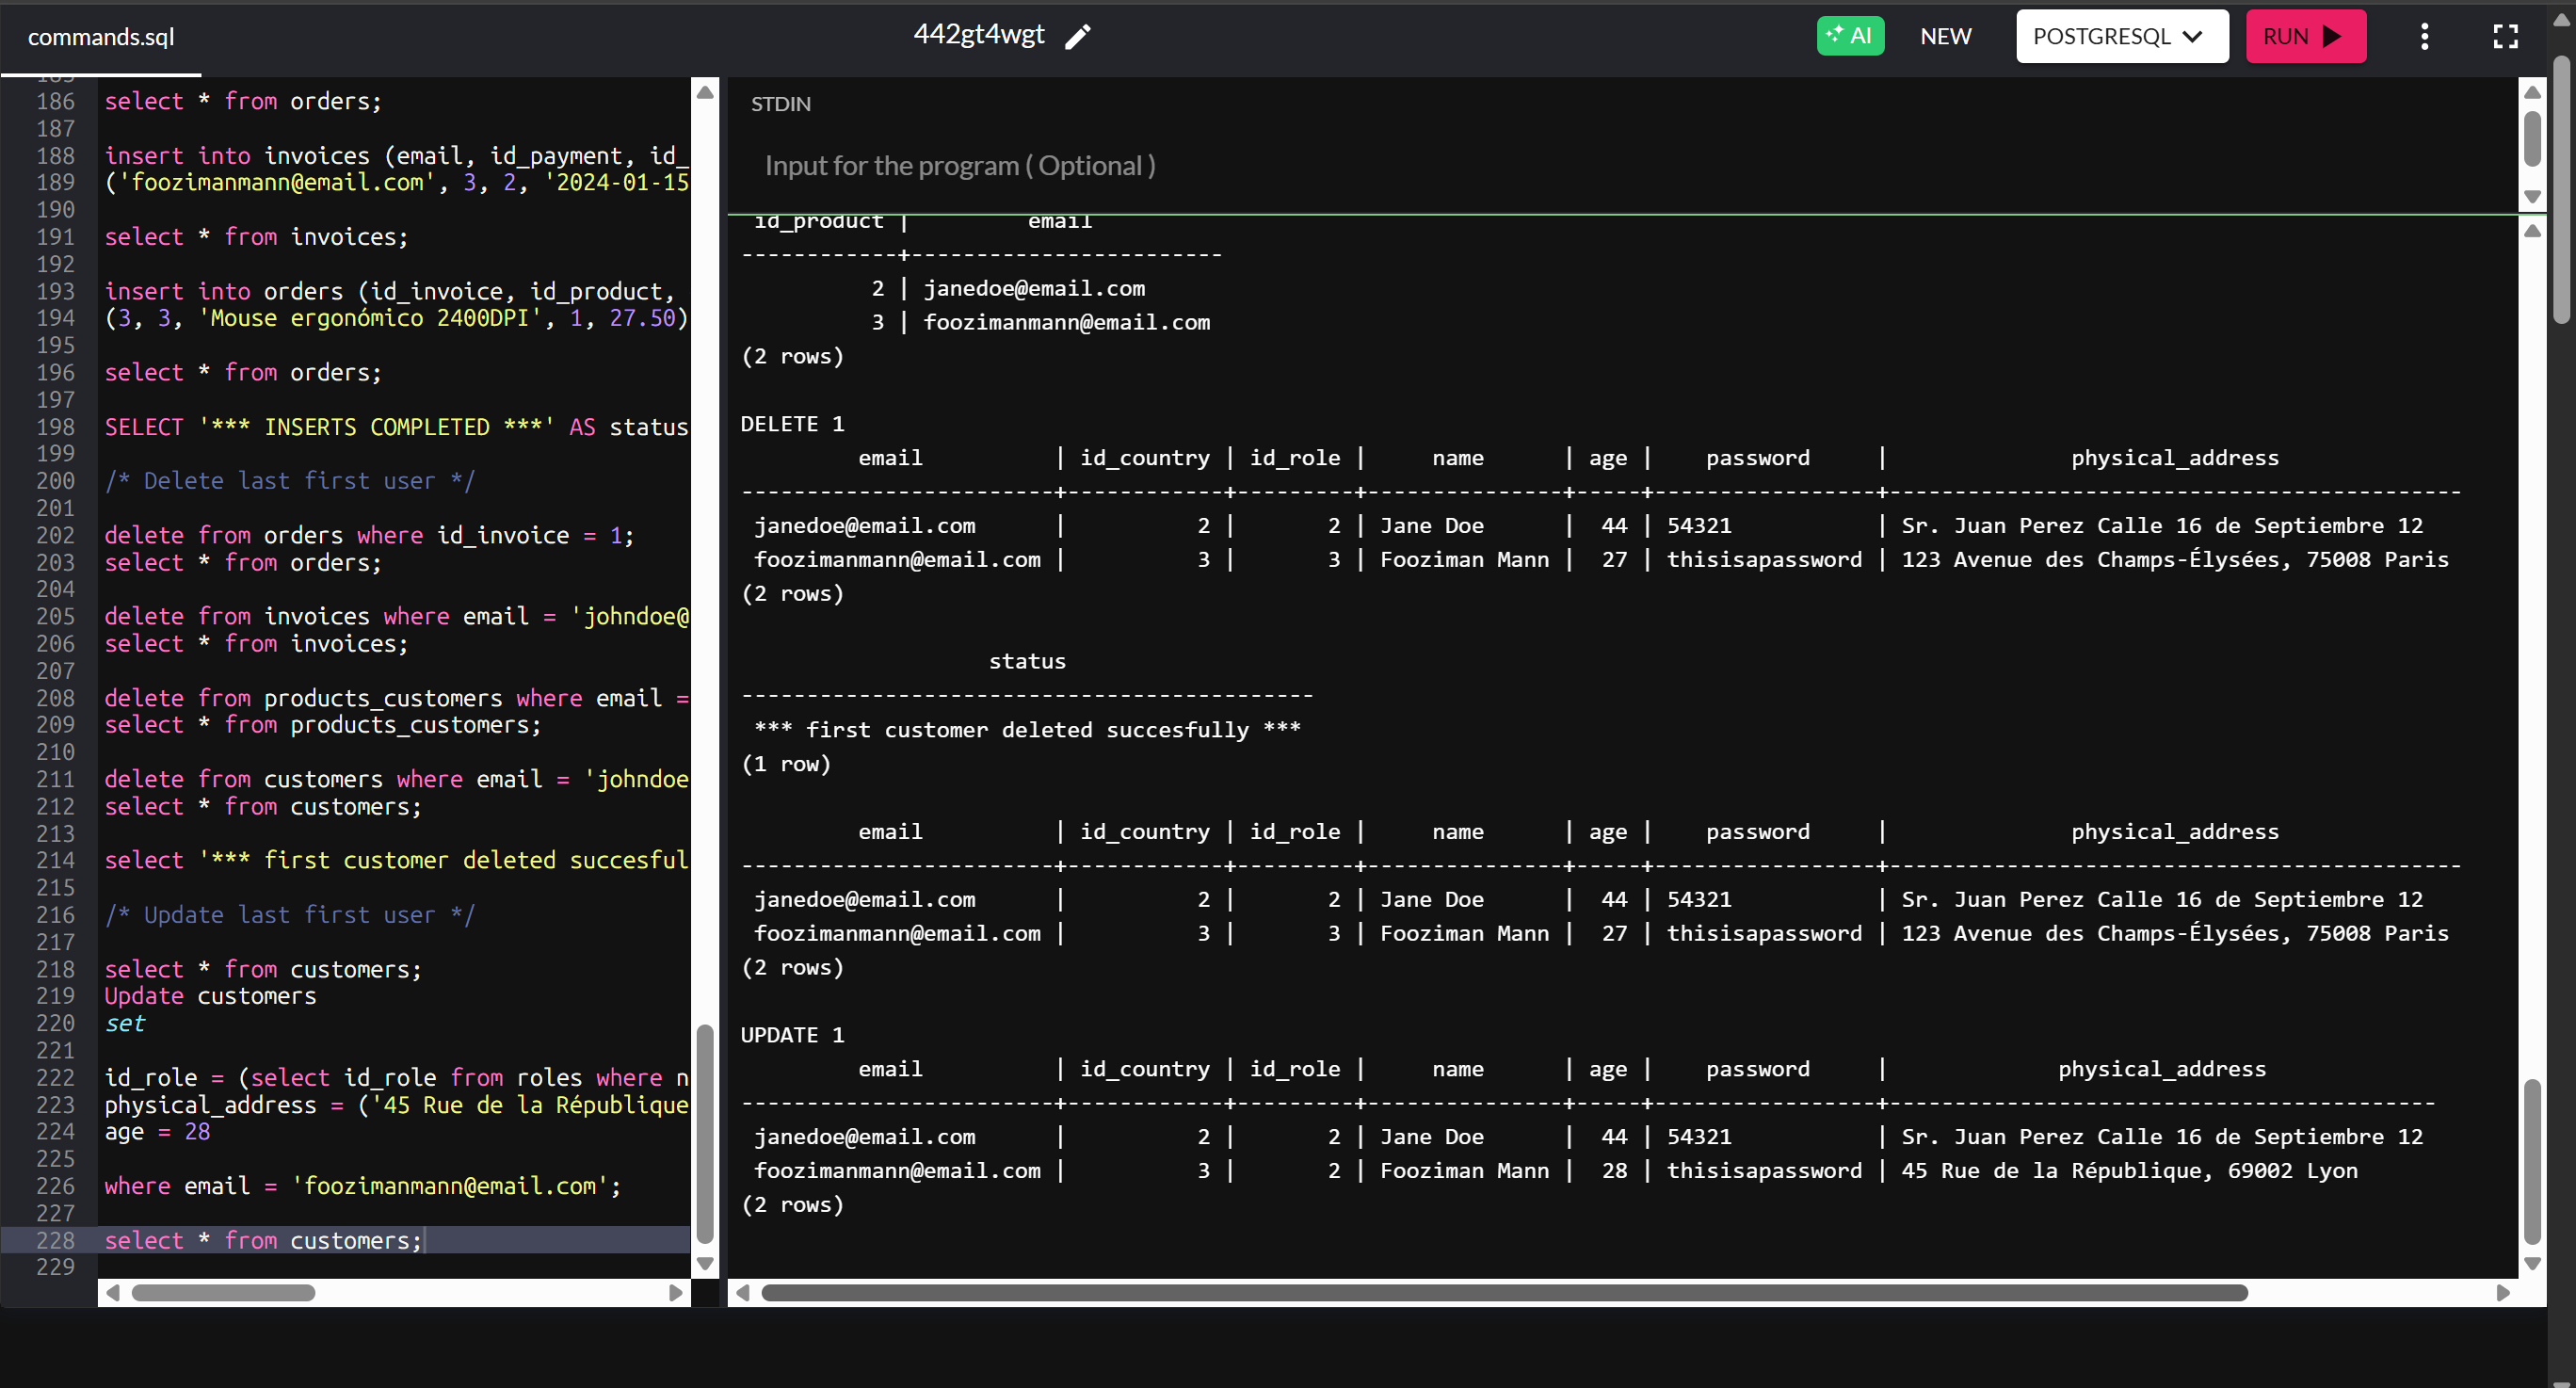 commands.sql
442gt4wgt
AI
NEW
POSTGRESQL
RUN
186 select * from orders;
187
188 insert into invoices (email, id_payment, id_
189 ('foozimanmann@email.com', 3, 2, '2024-01-15
190
191 select * from invoices;
192
193 insert into orders (id_invoice, id_product,
194 (3, 3, 'Mouse ergonómico 2400DPI', 1, 27.50)
195
196 select * from orders;
197
198 SELECT '*** INSERTS COMPLETED ***' AS status
199
200 /* Delete last first user */
201
202 delete from orders where id_invoice = 1;
203 select * from orders;
204
205 delete from invoices where email = 'johndoe@
206 select * from invoices;
207
208 delete from products_customers where email =
209 select * from products_customers;
210
211 delete from customers where email = 'johndoe
212 select * from customers;
213
214 select '*** first customer deleted succesful
215
216 /* Update last first user */
217
218 select * from customers;
219 Update customers
220 set
221
222 id_role = (select id_role from roles where n
223 physical_address = ('45 Rue de la République
224 age = 28
225
226 where email = 'foozimanmann@email.com';
227
228 select * from customers;
229
STDIN
Input for the program ( Optional )
id_product | email
------------+------------------------
2 | janedoe@email.com
3 | foozimanmann@email.com
(2 rows)
DELETE 1
email | id_country | id_role | name | age | password | physical_address
------------------------+------------+---------+---------------+-----+-----------------+--------------------------------------------
janedoe@email.com | 2 | 2 | Jane Doe | 44 | 54321 | Sr. Juan Perez Calle 16 de Septiembre 12
foozimanmann@email.com | 3 | 3 | Fooziman Mann | 27 | thisisapassword | 123 Avenue des Champs-Élysées, 75008 Paris
(2 rows)
status
--------------------------------------------
*** first customer deleted succesfully ***
(1 row)
email | id_country | id_role | name | age | password | physical_address
------------------------+------------+---------+---------------+-----+-----------------+--------------------------------------------
janedoe@email.com | 2 | 2 | Jane Doe | 44 | 54321 | Sr. Juan Perez Calle 16 de Septiembre 12
foozimanmann@email.com | 3 | 3 | Fooziman Mann | 27 | thisisapassword | 123 Avenue des Champs-Élysées, 75008 Paris
(2 rows)
UPDATE 1
email | id_country | id_role | name | age | password | physical_address
------------------------+------------+---------+---------------+-----+-----------------+------------------------------------------
janedoe@email.com | 2 | 2 | Jane Doe | 44 | 54321 | Sr. Juan Perez Calle 16 de Septiembre 12
foozimanmann@email.com | 3 | 2 | Fooziman Mann | 28 | thisisapassword | 45 Rue de la République, 69002 Lyon
(2 rows)